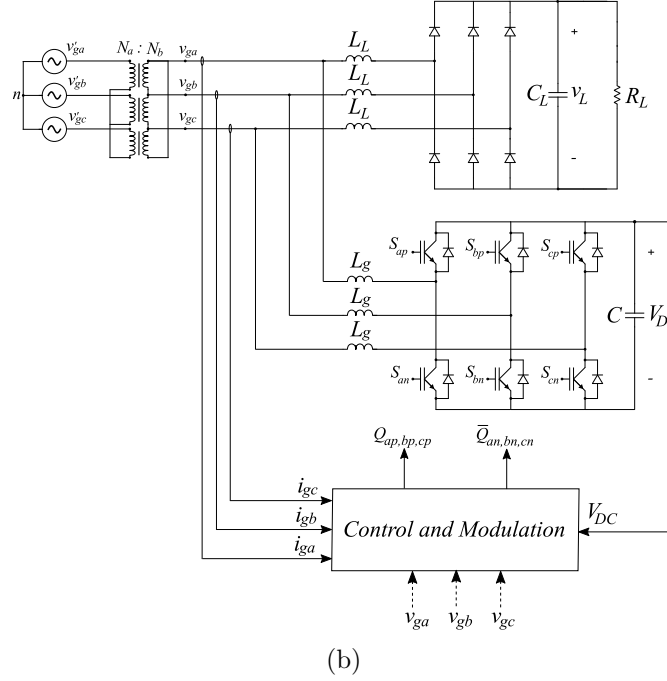 v'ga
Na : Nb
vga
LL
v'gb
vgb
LL
n
v'gc
vgc
LL
+
CL
vL
RL
-
Sap
Sbp
Scp
+
Lg
Lg
C
VD
Lg
San
Sbn
Scn
-
Qap,bp,cp
Q̅an,bn,cn
igc
igb
iga
Control and Modulation
VDC
vga
vgb
vgc
(b)